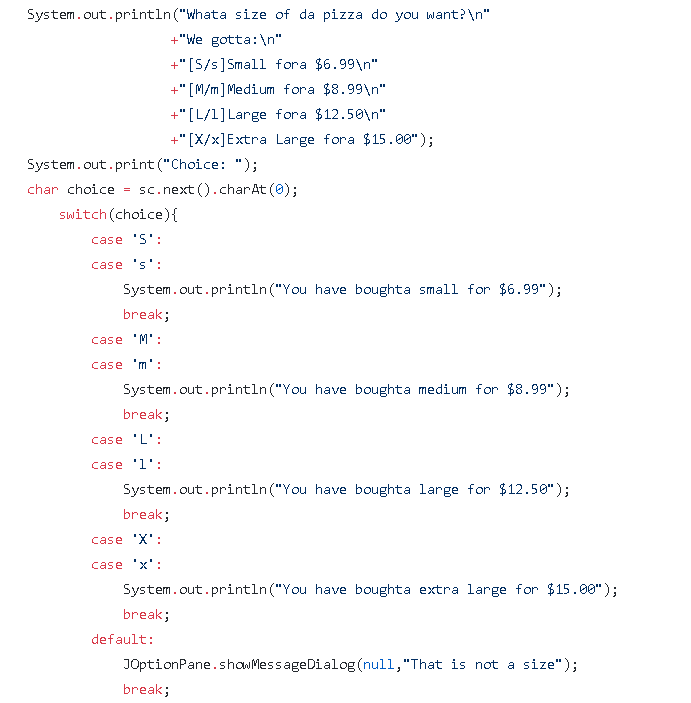 System.out.println("Whata size of da pizza do you want?\n"
+"We gotta:\n"
+"[S/s]Small fora $6.99\n"
+"[M/m]Medium fora $8.99\n"
+"[L/l]Large fora $12.50\n"
+"[X/x]Extra Large fora $15.00");
System.out.print("Choice: ");
char choice = sc.next().charAt(0);
switch(choice){
case 'S':
case 's':
System.out.println("You have boughta small for $6.99");
break;
case 'M':
case 'm':
System.out.println("You have boughta medium for $8.99");
break;
case 'L':
case 'l':
System.out.println("You have boughta large for $12.50");
break;
case 'X':
case 'x':
System.out.println("You have boughta extra large for $15.00");
break;
default:
JOptionPane.showMessageDialog(null,"That is not a size");
break;